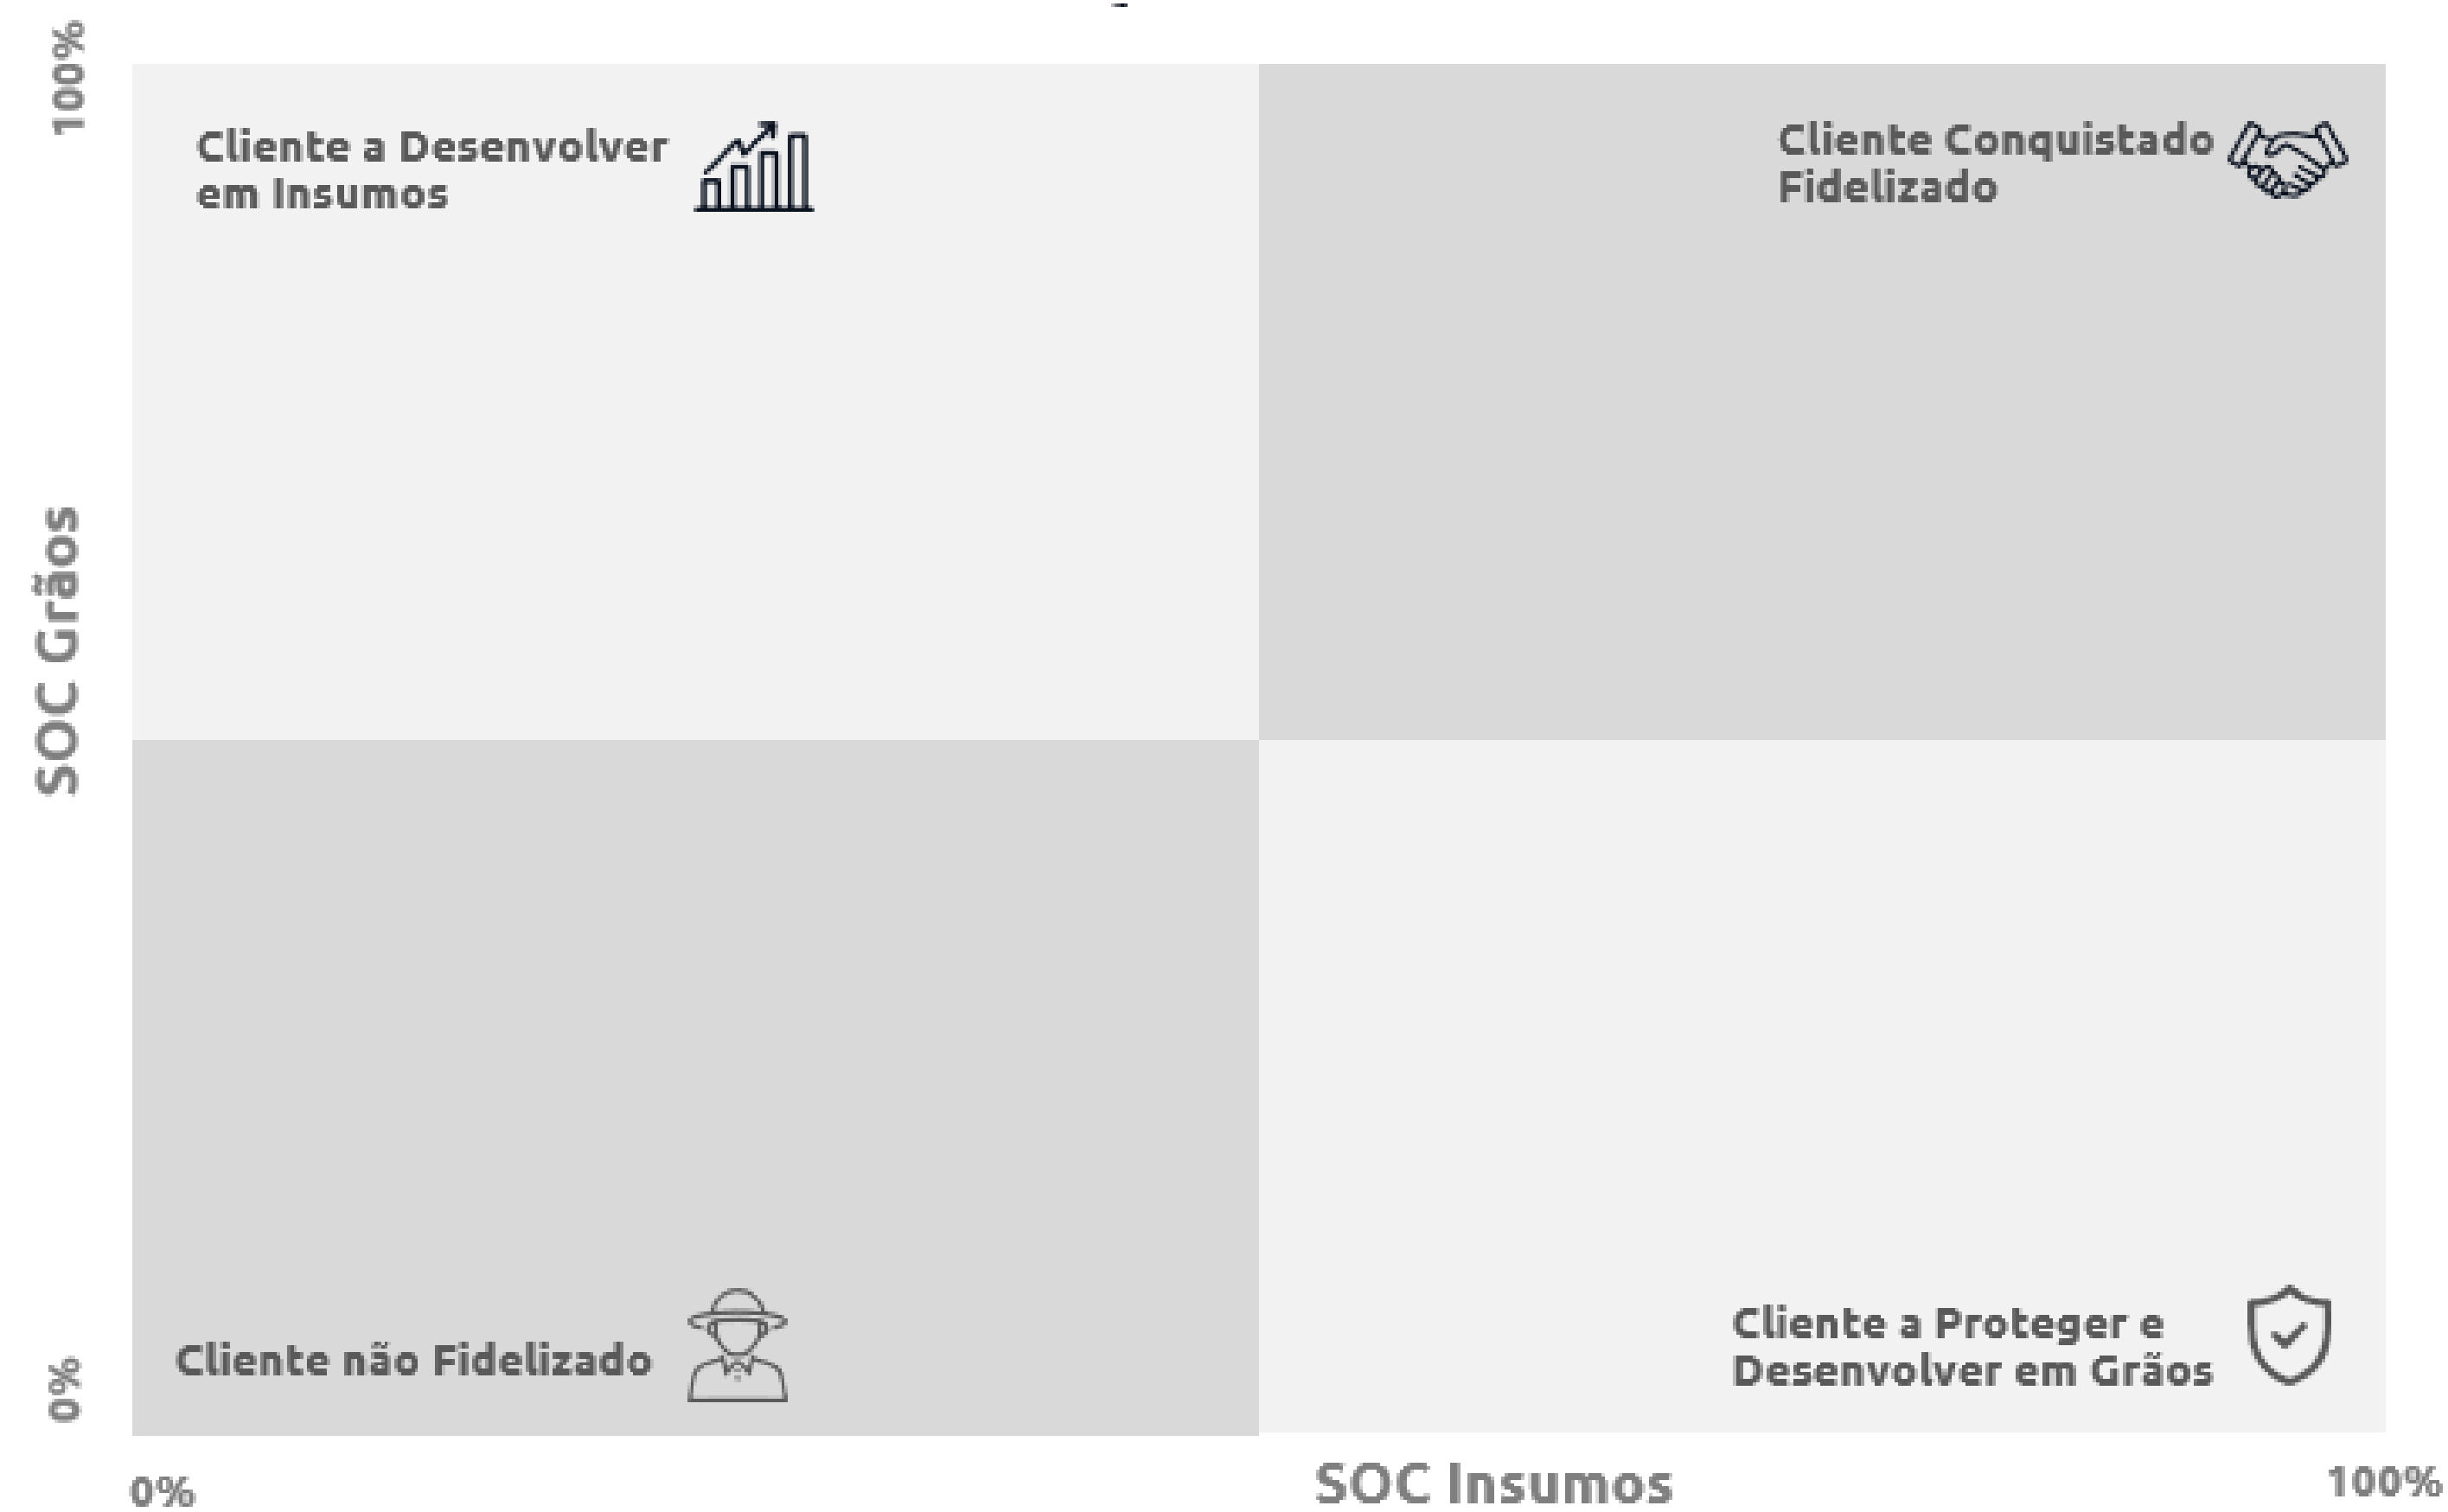 100%
Cliente a Desenvolver
em Insumos
Cliente Conquistado
Fidelizado
SOC Grãos
Cliente não Fidelizado
Cliente a Proteger e
Desenvolver em Grãos
0%
0%
SOC Insumos
100%